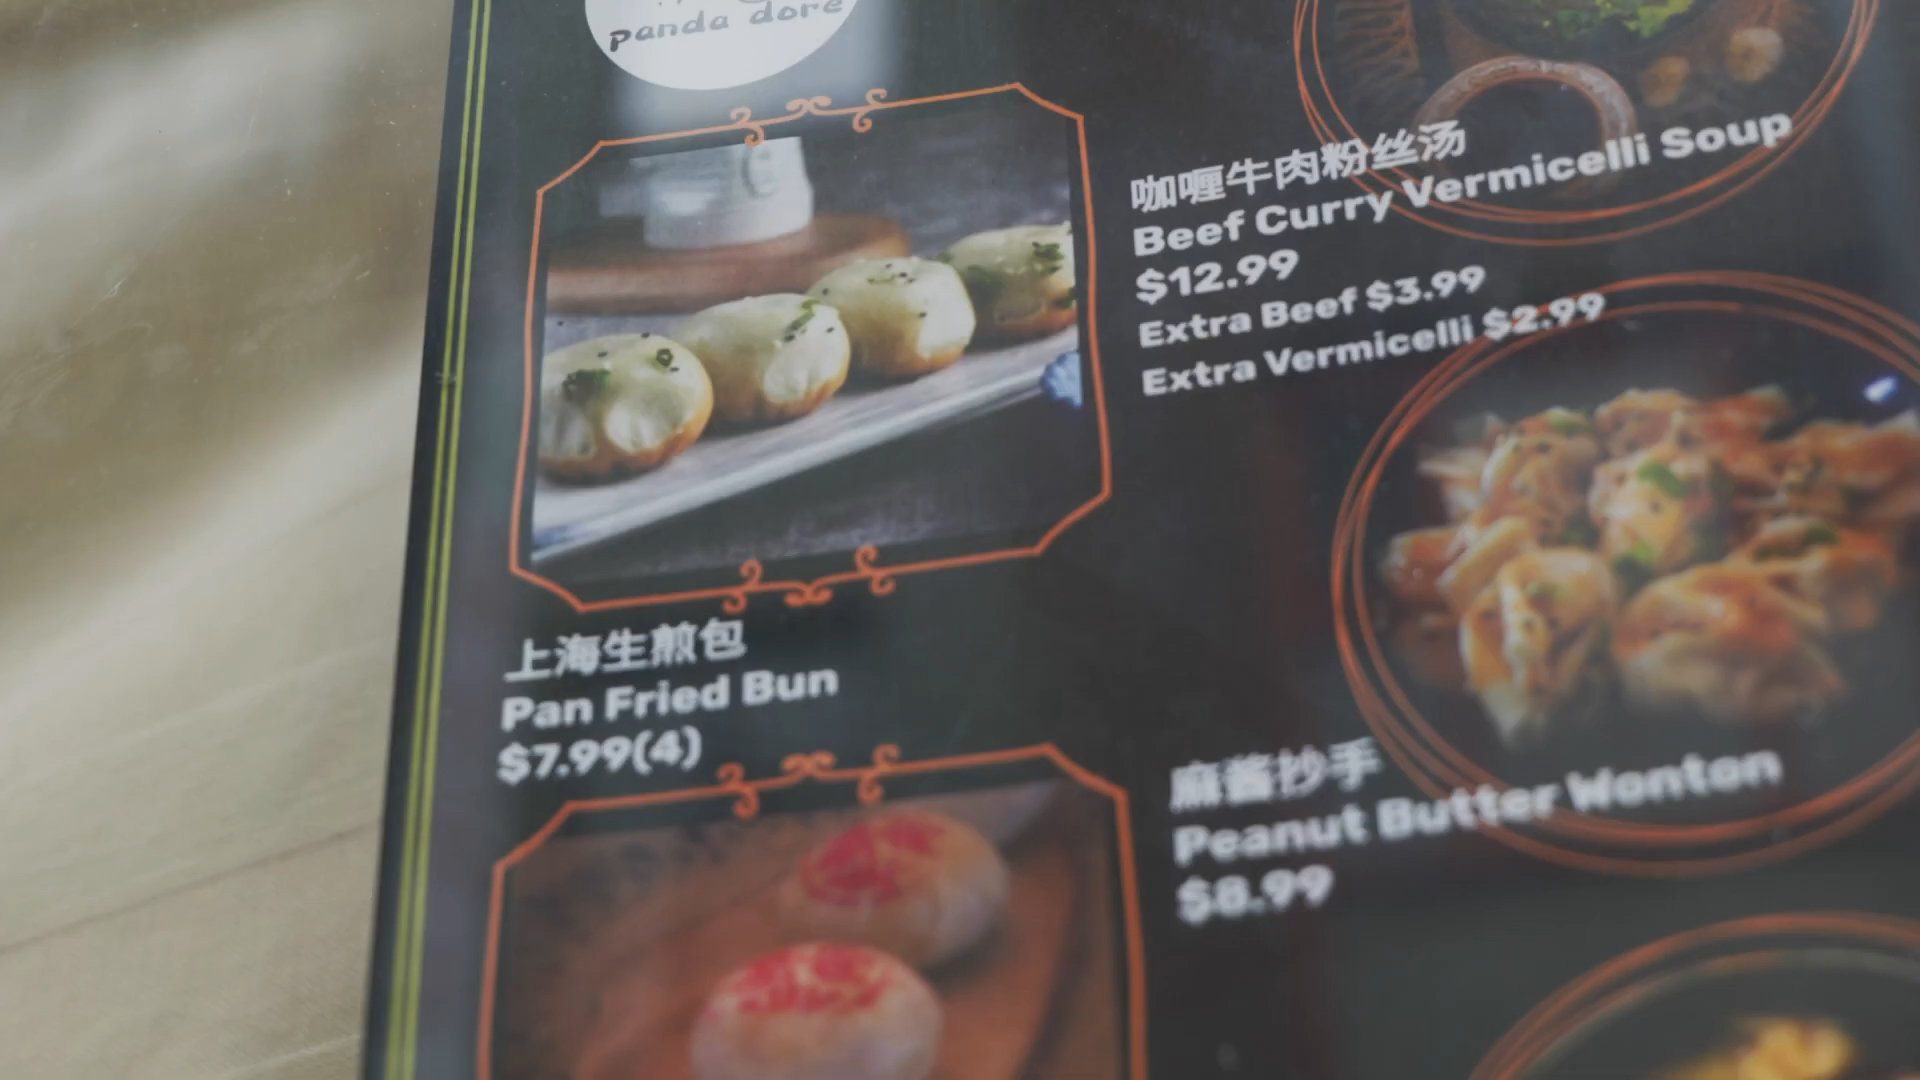 panda doré
咖喱牛肉粉丝汤
Beef Curry Vermicelli Soup
$12.99
Extra Beef $3.99
Extra Vermicelli $2.99
上海生煎包
Pan Fried Bun
$7.99(4)
麻酱抄手
Peanut Butter Wonton
$8.99